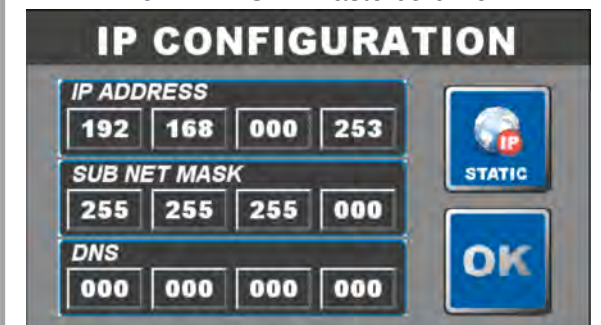 IP CONFIGURATION
IP ADDRESS
192 168 000 253
IP
STATIC
SUB NET MASK
255 255 255 000
DNS
000 000 000 000
OK